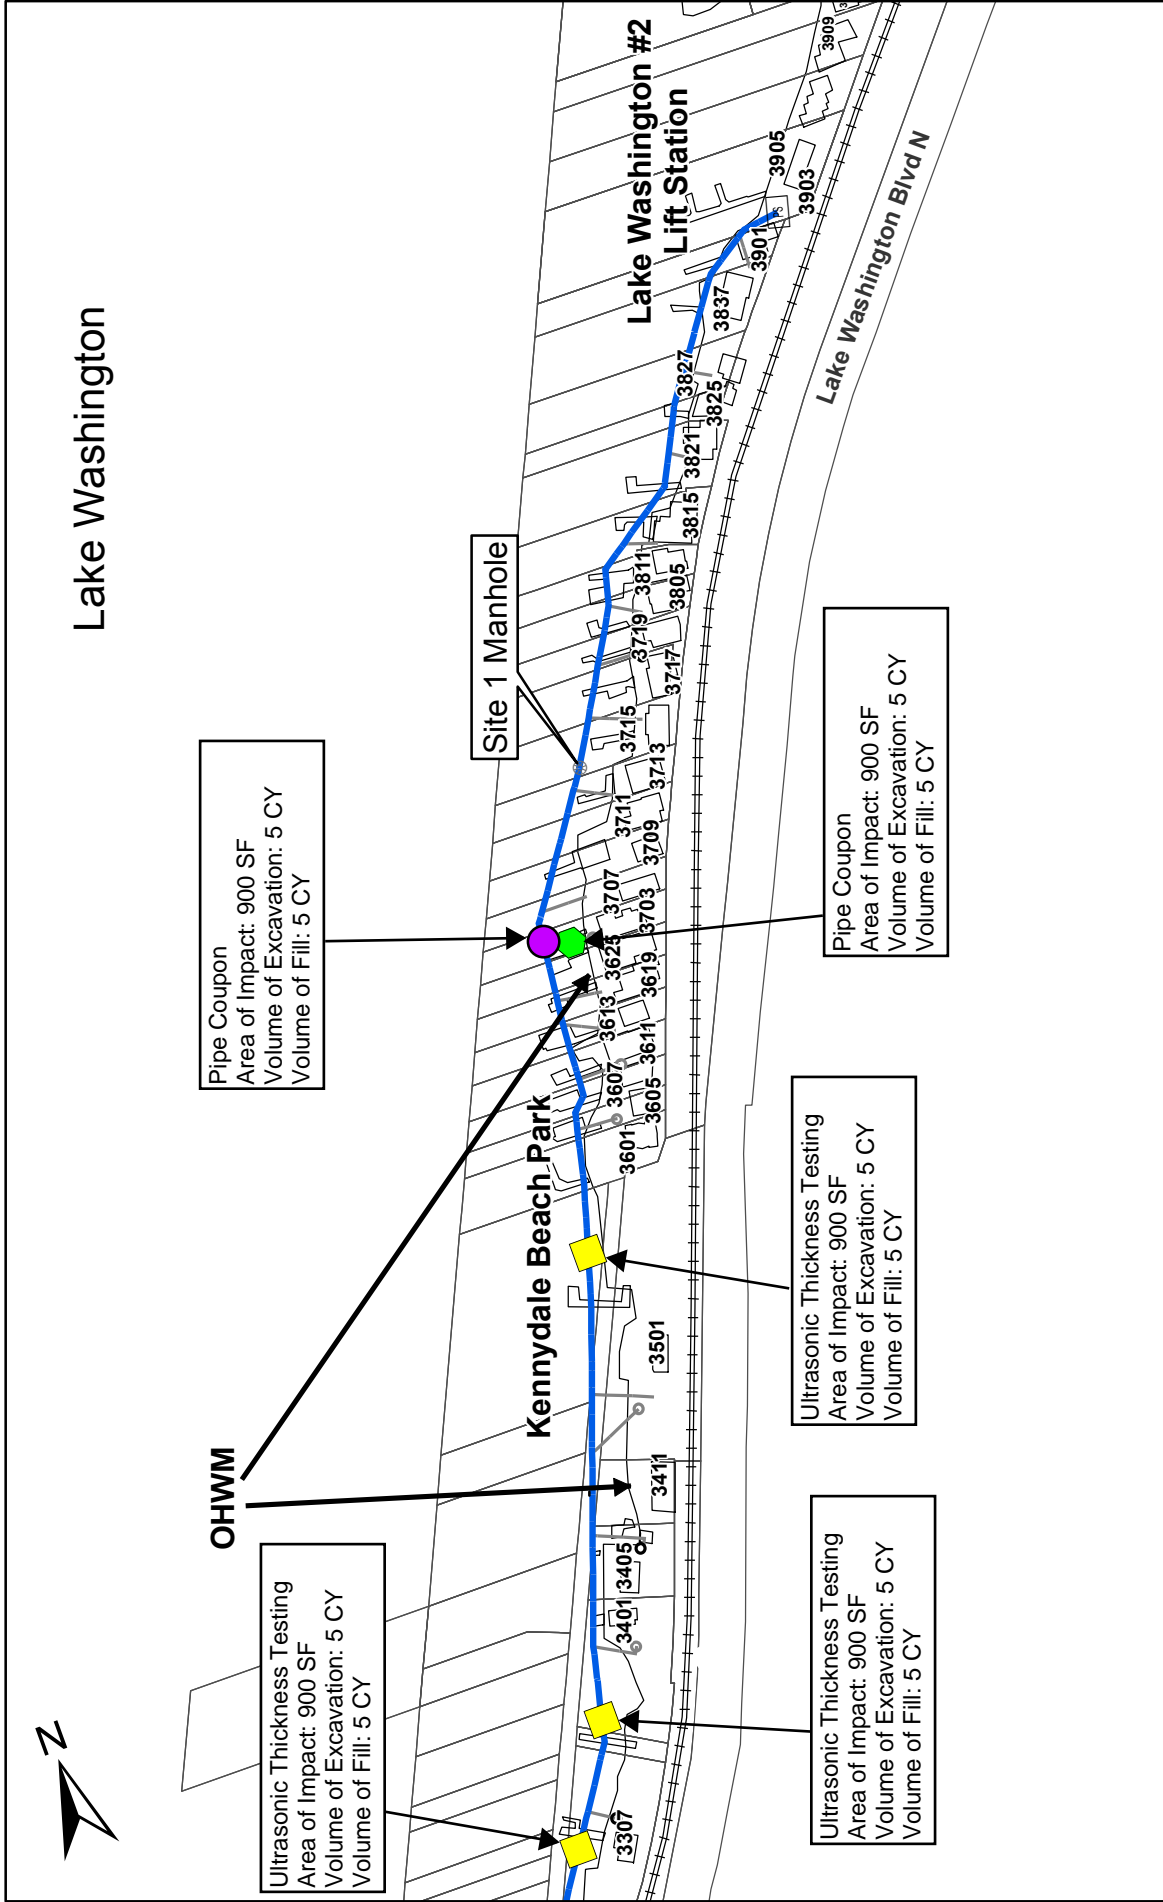 Lake Washington
N
OHWM
Pipe Coupon
Area of Impact: 900 SF
Volume of Excavation: 5 CY
Volume of Fill: 5 CY
Ultrasonic Thickness Testing
Area of Impact: 900 SF
Volume of Excavation: 5 CY
Volume of Fill: 5 CY
Site 1 Manhole
Lake Washington #2
Lift Station
Kennydale Beach Park
3307
3401
3405
3411
3501
3601
3605
3607
3611
3613
3619
3625
3703
3707
3709
3711
3713
3715
3717
3719
3805
3811
3815
3821
3825
3827
3837
3901
3903
3905
3909
Lake Washington Blvd N
Ultrasonic Thickness Testing
Area of Impact: 900 SF
Volume of Excavation: 5 CY
Volume of Fill: 5 CY
Ultrasonic Thickness Testing
Area of Impact: 900 SF
Volume of Excavation: 5 CY
Volume of Fill: 5 CY
Pipe Coupon
Area of Impact: 900 SF
Volume of Excavation: 5 CY
Volume of Fill: 5 CY